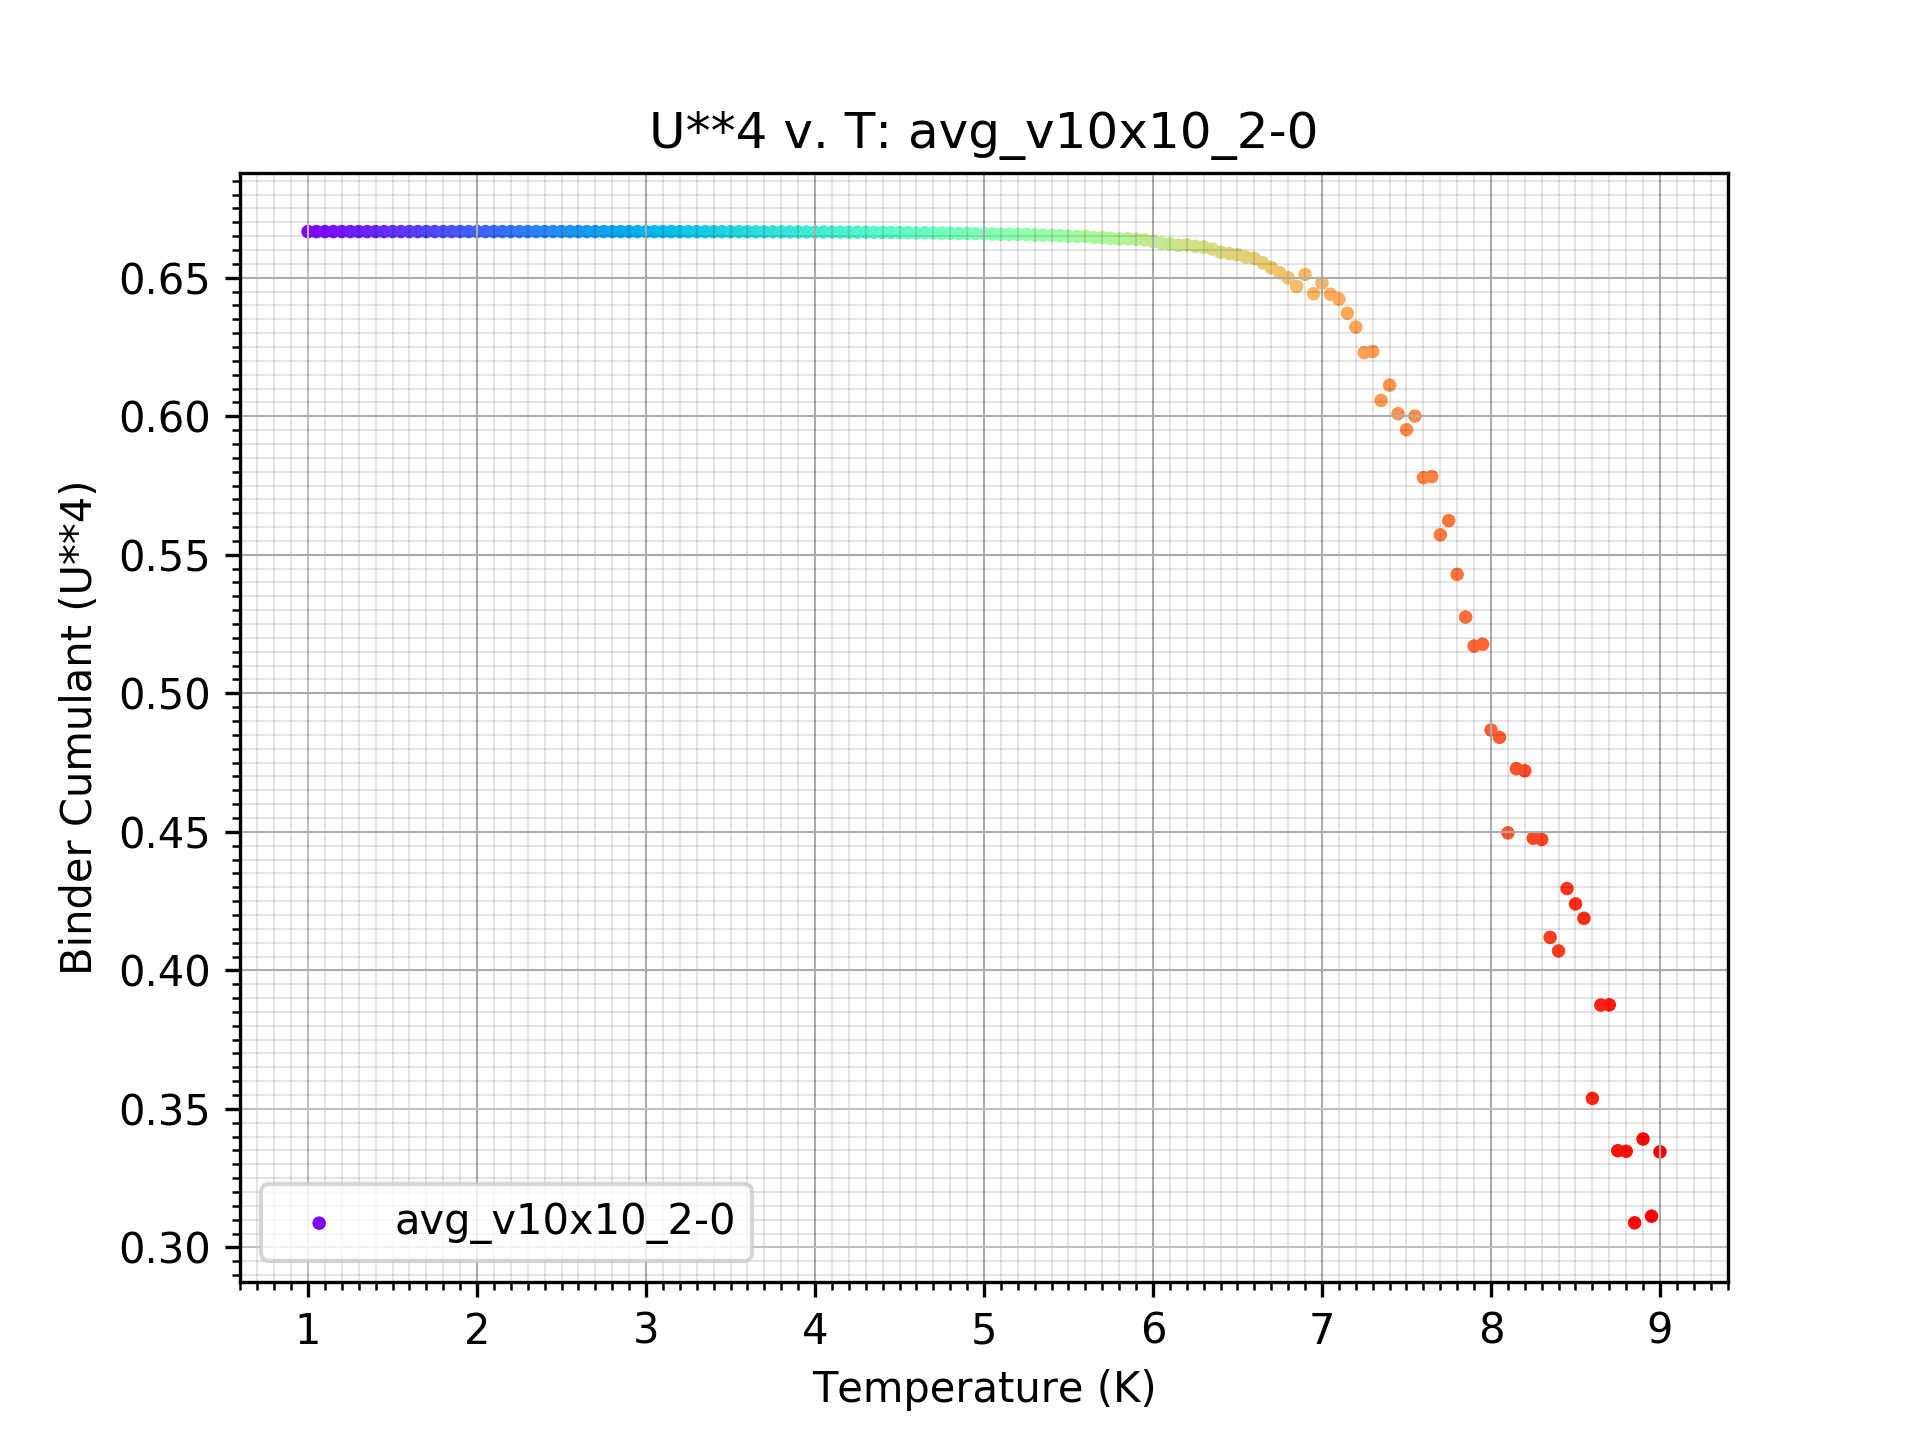 U**4 v. T: avg_v10x10_2-0
Binder Cumulant (U**4)
0.65
0.60
0.55
0.50
0.45
0.40
0.35
0.30
avg_v10x10_2-0
1 2 3 4 5 6 7 8 9
Temperature (K)